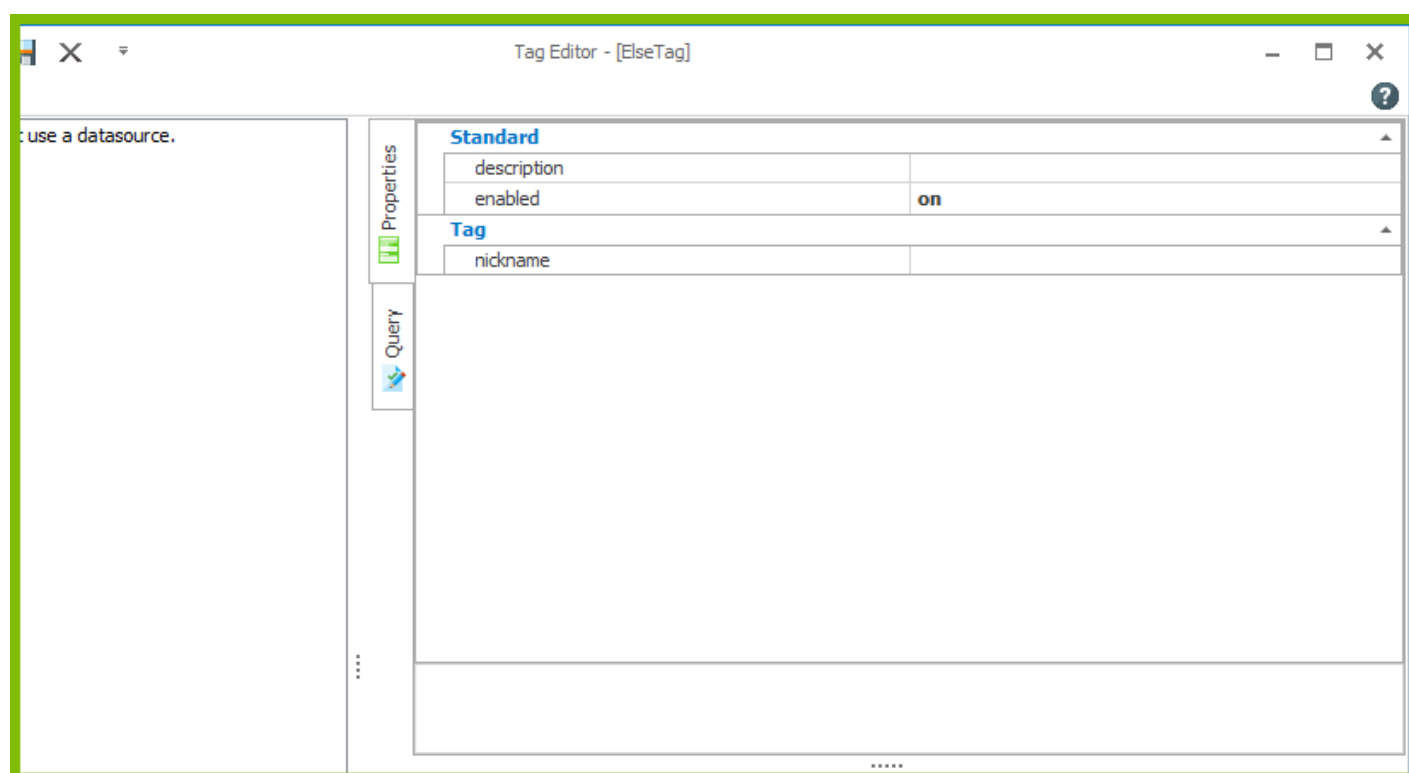 Tag Editor - [ElseTag]
use a datasource.
Properties
Query
Standard
description
enabled on
Tag
nickname